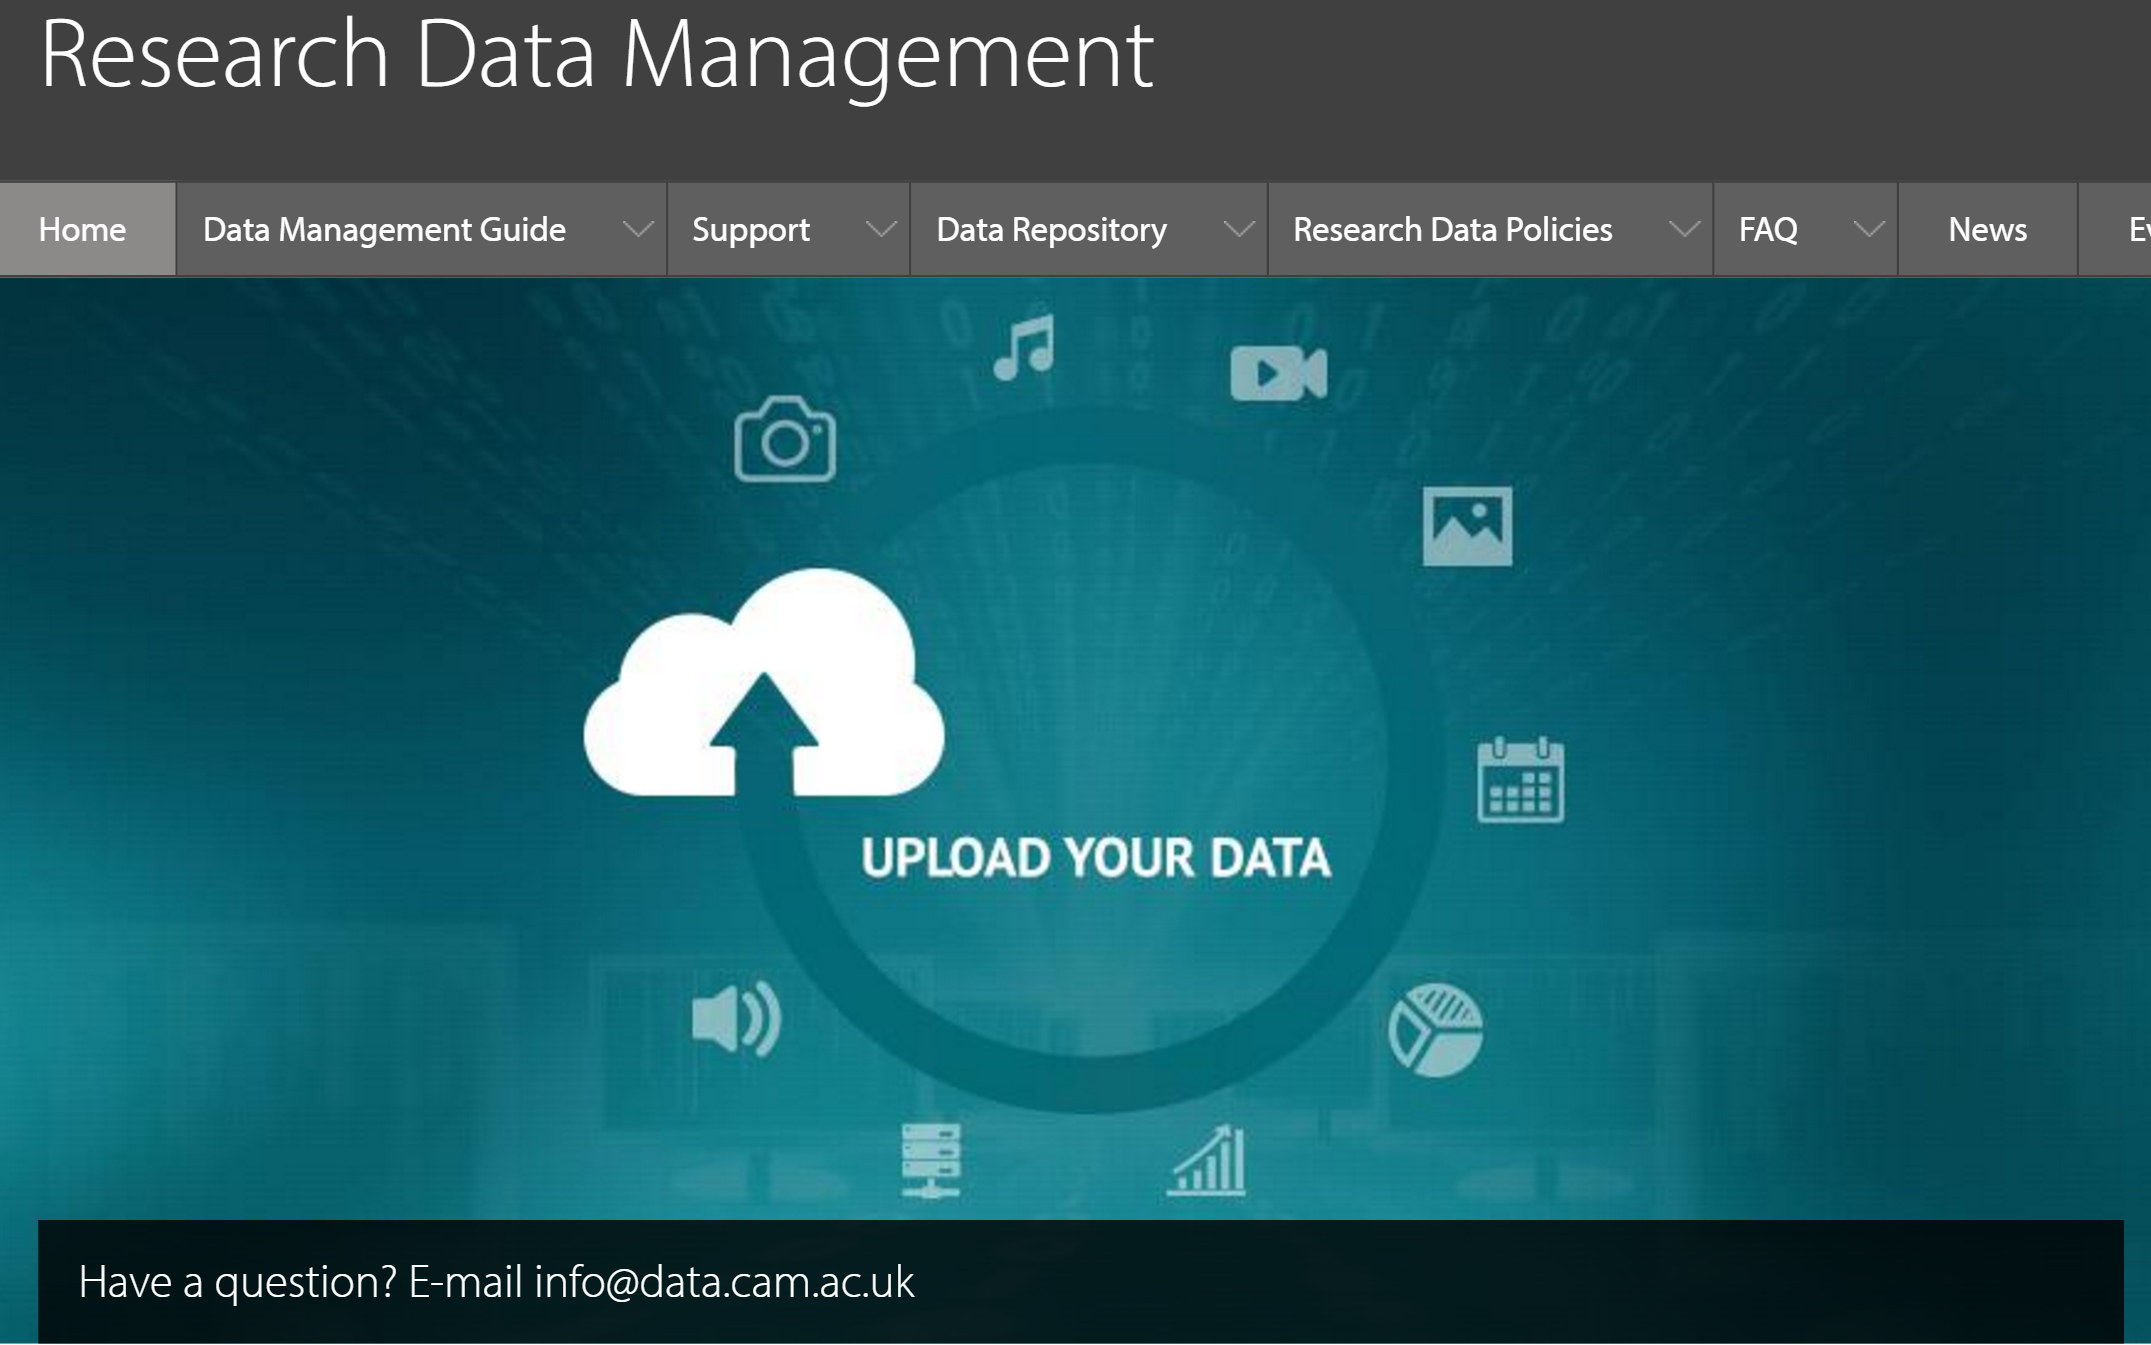 Research Data Management
Home Data Management Guide Support Data Repository Research Data Policies FAQ News
UPLOAD YOUR DATA
Have a question? E-mail info@data.cam.ac.uk